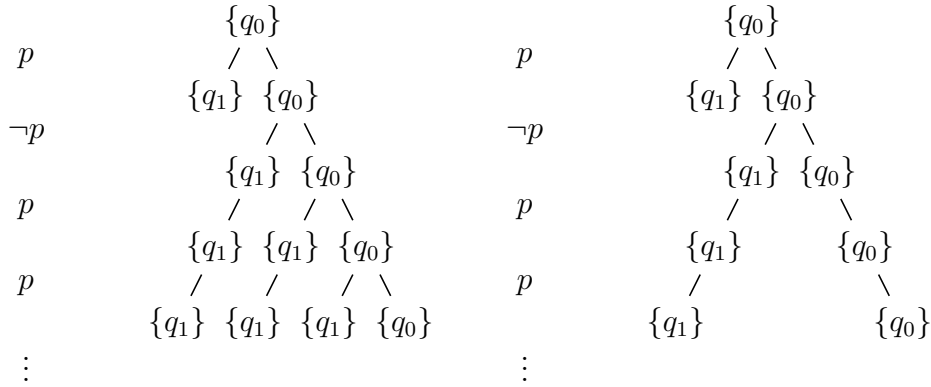 {q₀} {q₀}
p p
{q₁} {q₀} {q₁} {q₀}
¬p ¬p
{q₁} {q₀} {q₁} {q₀}
p p
{q₁} {q₁} {q₀} {q₁} {q₀}
p p
{q₁} {q₁} {q₁} {q₀} {q₁} {q₀}
⋮ ⋮